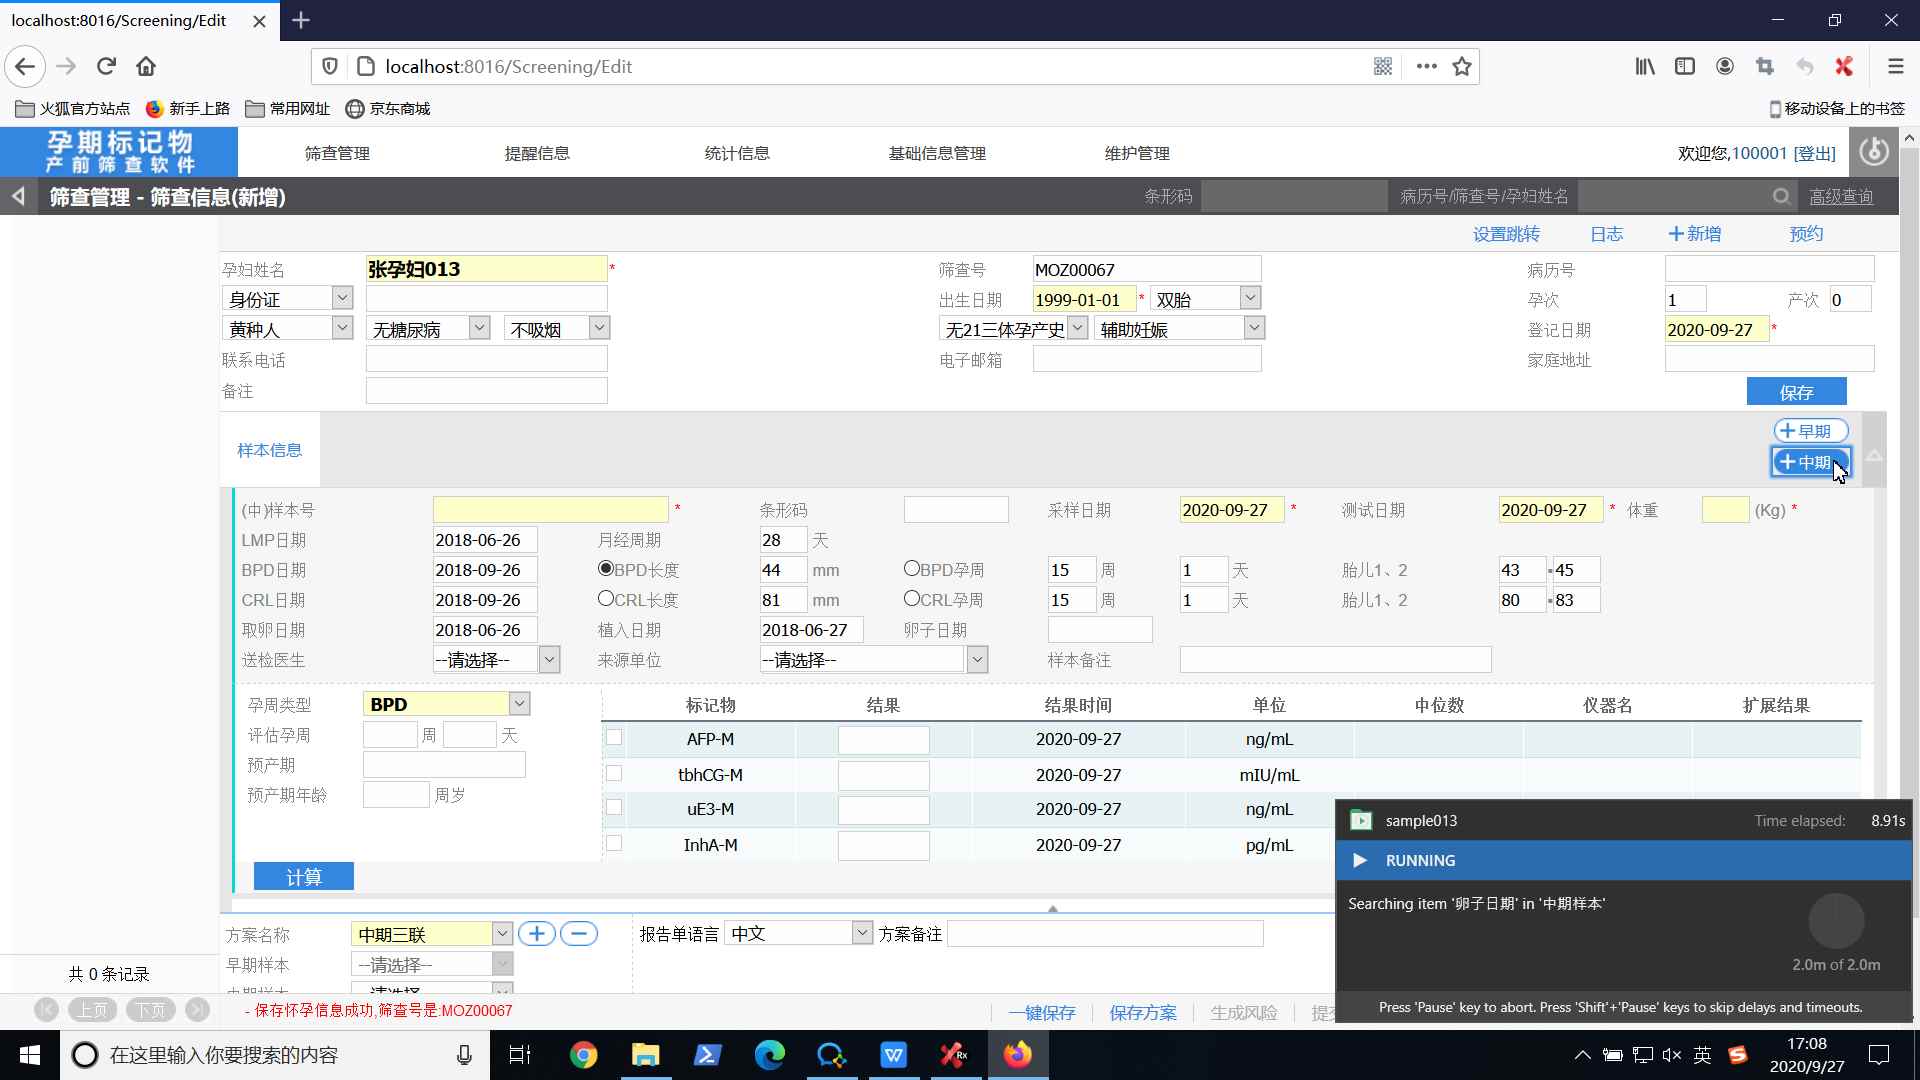 localhost:8016/Screening/Edit
localhost:8016/Screening/Edit
火狐官方站点 新手上路 常用网址 京东商城 移动设备上的书签
孕期标记物
产前筛查软件
筛查管理 提醒信息 统计信息 基础信息管理 维护管理 欢迎您,100001 [登出]
筛查管理 - 筛查信息(新增) 条形码 病历号/筛查号/孕妇姓名 高级查询
设置跳转 日志 新增 预约
孕妇姓名 张孕妇013 * 筛查号 MOZ00067 病历号
身份证 出生日期 1999-01-01 * 双胎 孕次 1 产次 0
黄种人 无糖尿病 不吸烟 无21三体孕产史 辅助妊娠 登记日期 2020-09-27 *
联系电话 电子邮箱 家庭地址
备注 保存
样本信息 早期
中期
(中)样本号 * 条形码 采样日期 2020-09-27 * 测试日期 2020-09-27 * 体重 (Kg) *
LMP日期 2018-06-26 月经周期 28 天
BPD日期 2018-09-26 BPD长度 44 mm BPD孕周 15 周 1 天 胎儿1、2 43 - 45
CRL日期 2018-09-26 CRL长度 81 mm CRL孕周 15 周 1 天 胎儿1、2 80 - 83
取卵日期 2018-06-26 植入日期 2018-06-27 卵子日期
送检医生 --请选择-- 来源单位 --请选择-- 样本备注
孕周类型 BPD 标记物 结果 结果时间 单位 中位数 仪器名 扩展结果
评估孕周 周 天 AFP-M 2020-09-27 ng/mL
预产期 tbhCG-M 2020-09-27 mIU/mL
预产期年龄 周岁 uE3-M 2020-09-27 ng/mL
InhA-M 2020-09-27 pg/mL
计算
sample013 Time elapsed: 8.91s
RUNNING
Searching item '卵子日期' in '中期样本'
2.0m of 2.0m
Press 'Pause' key to abort. Press 'Shift'+'Pause' keys to skip delays and timeouts.
方案名称 中期三联 报告单语言 中文 方案备注
早期样本 --请选择--
中期样本 --请选择--
共 0 条记录
上页 下页 - 保存怀孕信息成功,筛查号是:MOZ00067 一键保存 保存方案 生成风险 提交
在这里输入你要搜索的内容 英 17:08
2020/9/27